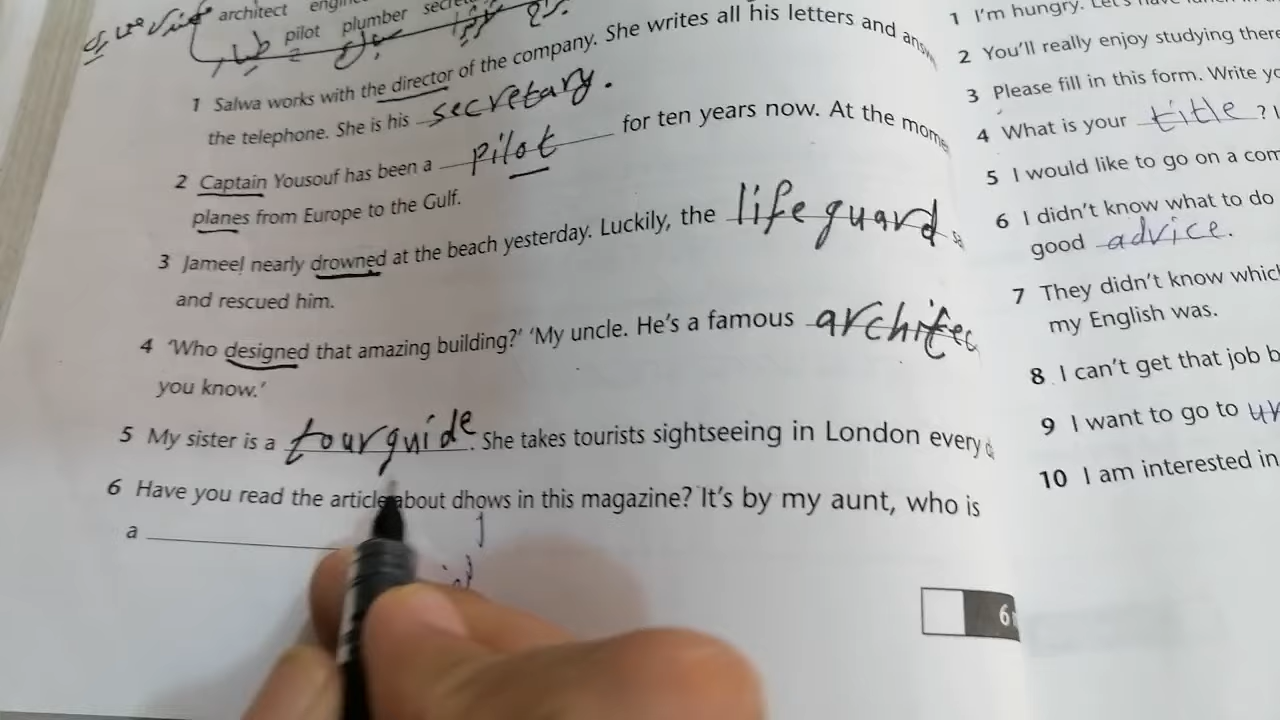 architect
pilot plumber
1 Salwa works with the director of the company. She writes all his letters and
the telephone. She is his secretary.
2 Captain Yousouf has been a pilot for ten years now. At the
planes from Europe to the Gulf.
3 Jameel nearly drowned at the beach yesterday. Luckily, the lifeguard
and rescued him.
4 'Who designed that amazing building?' 'My uncle. He's a famous architec
you know.'
5 My sister is a tourguide. She takes tourists sightseeing in London every
6 Have you read the article about dhows in this magazine? It's by my aunt, who is
a
6
1 I'm hungry.
2 You'll really enjoy studying there
3 Please fill in this form. Write
4 What is your title ?
5 I would like to go on a
6 I didn't know what to do
good advice.
7 They didn't know which
my English was.
8 I can't get that job
9 I want to go to
10 I am interested in